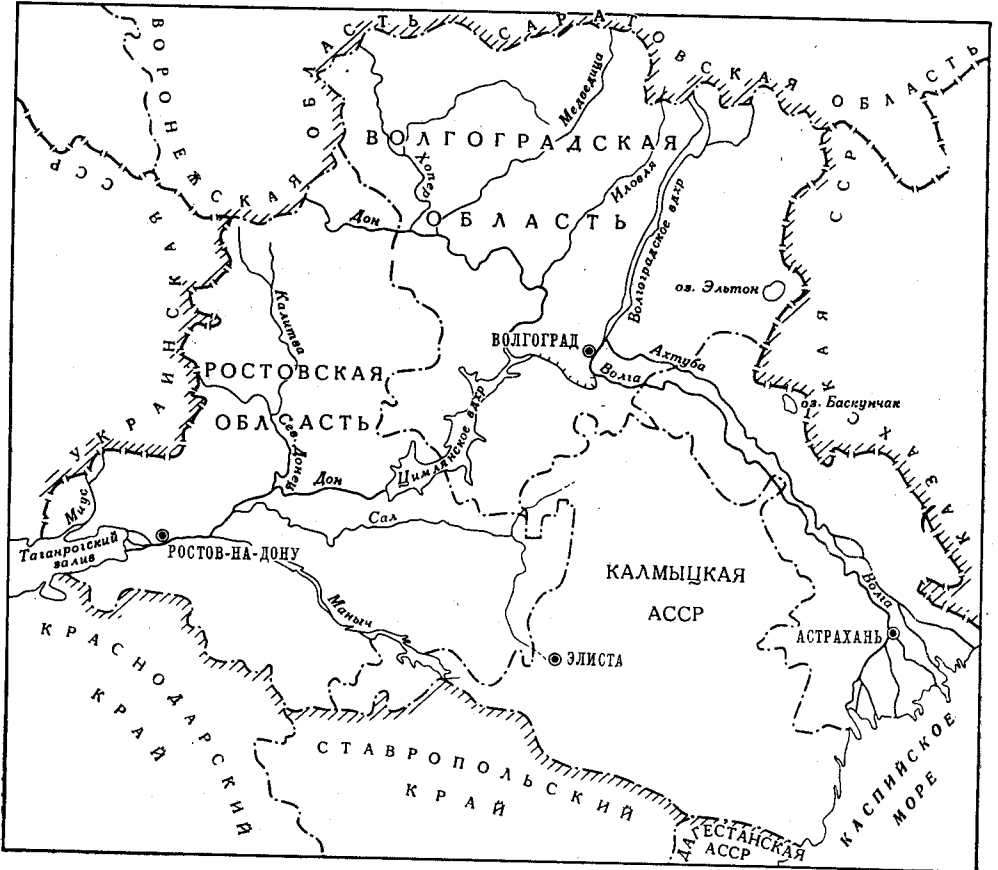 ВОРОНЕЖСКАЯ ОБЛАСТЬ
САРАТОВСКАЯ ОБЛАСТЬ
УКРАИНСКАЯ ССР
КАЗАХСКАЯ ССР
Медведица
ВОЛГОГРАДСКАЯ
ОБЛАСТЬ
Хопер
Иловля
Волгоградское вдхр
Дон
оз. Эльтон
Калитва
ВОЛГОГРАД
Ахтуба
Волга
РОСТОВСКАЯ
ОБЛАСТЬ
оз. Баскунчак
Цимлянское вдхр
Сев. Донец
Дон
Миус
Сал
Таганрогский
залив
РОСТОВ-НА-ДОНУ
КАЛМЫЦКАЯ
АССР
Волга
Маныч
АСТРАХАНЬ
ЭЛИСТА
КРАСНОДАРСКИЙ
КРАЙ
СТАВРОПОЛЬСКИЙ
КРАЙ
КАСПИЙСКОЕ
МОРЕ
ДАГЕСТАНСКАЯ
АССР